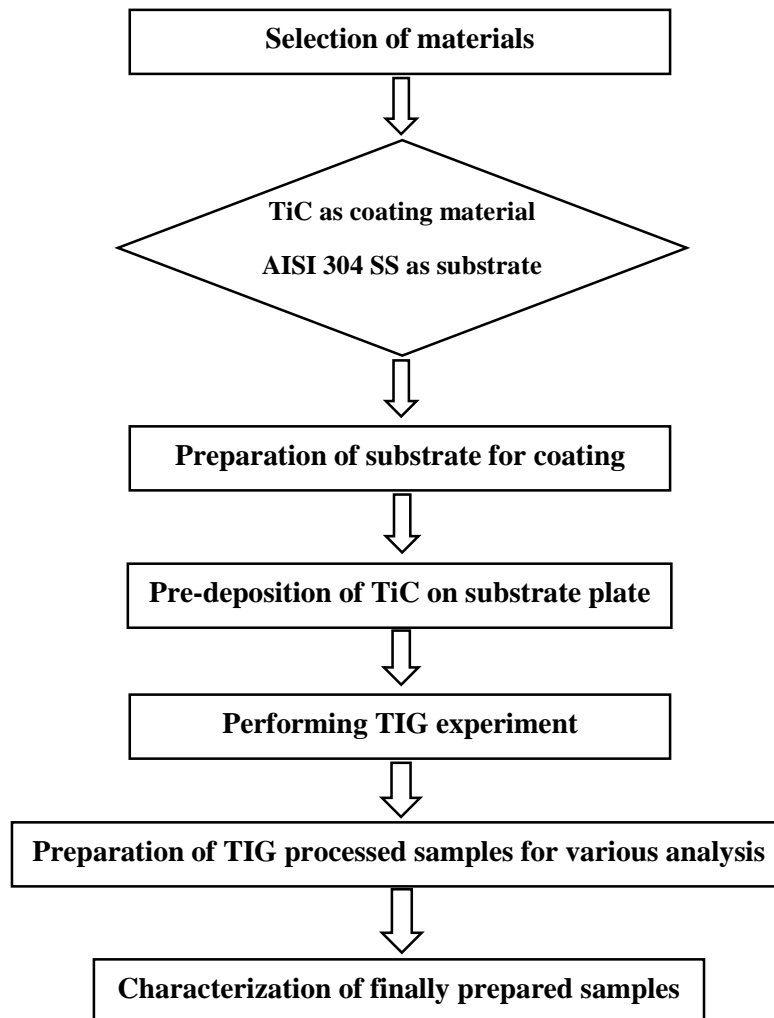 Selection of materials
TiC as coating material
AISI 304 SS as substrate
Preparation of substrate for coating
Pre-deposition of TiC on substrate plate
Performing TIG experiment
Preparation of TIG processed samples for various analysis
Characterization of finally prepared samples